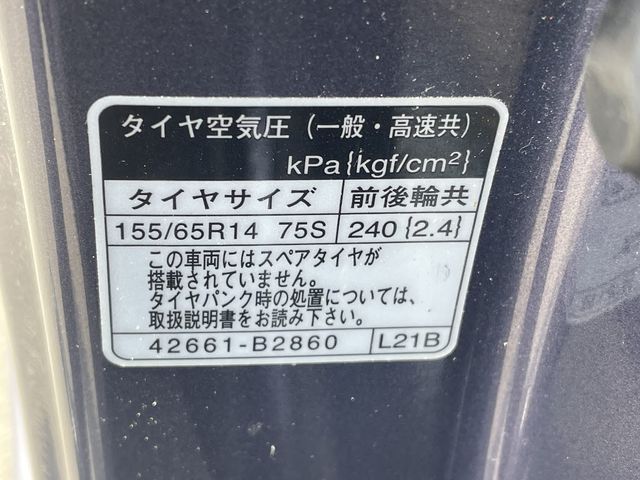 タイヤ空気圧（一般・高速共）
kPa{kgf/cm²}
タイヤサイズ 前後輪共
155/65R14 75S 240{2.4}
この車両にはスペアタイヤが
搭載されていません。
タイヤパンク時の処置については、
取扱説明書をお読み下さい。
42661-B2860 L21B